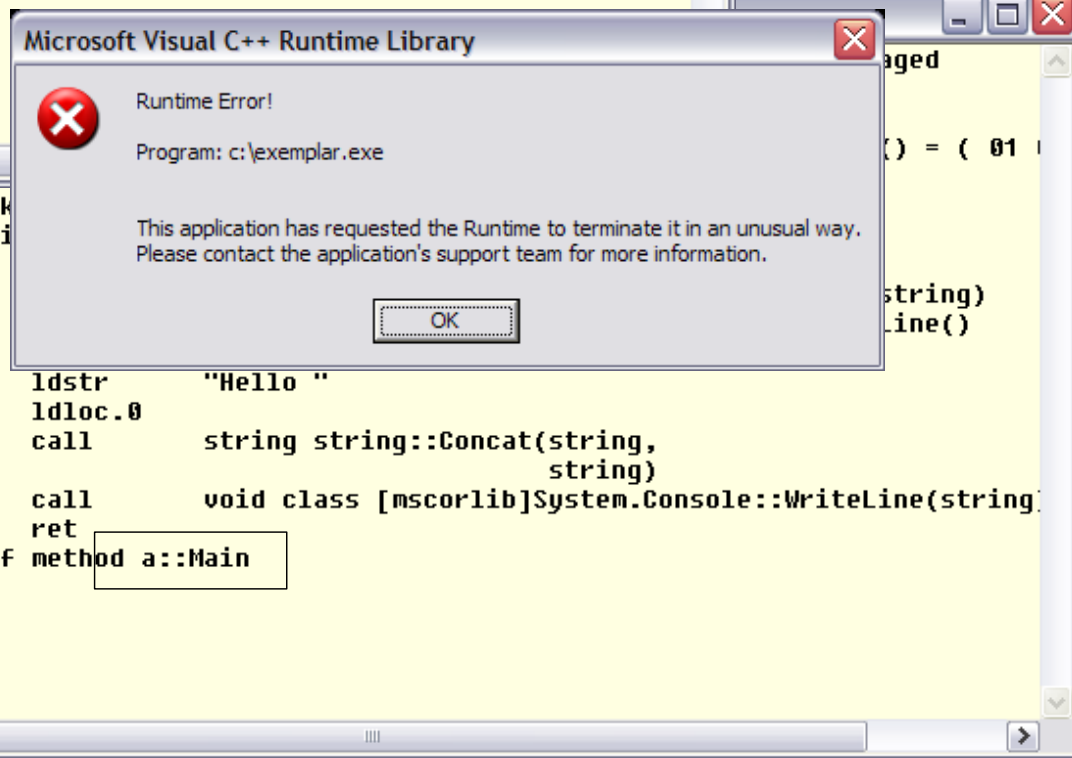 Microsoft Visual C++ Runtime Library
aged
Runtime Error!
Program: c:\exemplar.exe
() = ( 01
This application has requested the Runtime to terminate it in an unusual way.
Please contact the application's support team for more information.
string)
Line()
OK
ldstr "Hello "
ldloc.0
call string string::Concat(string,
string)
call void class [mscorlib]System.Console::WriteLine(string)
ret
f method a::Main